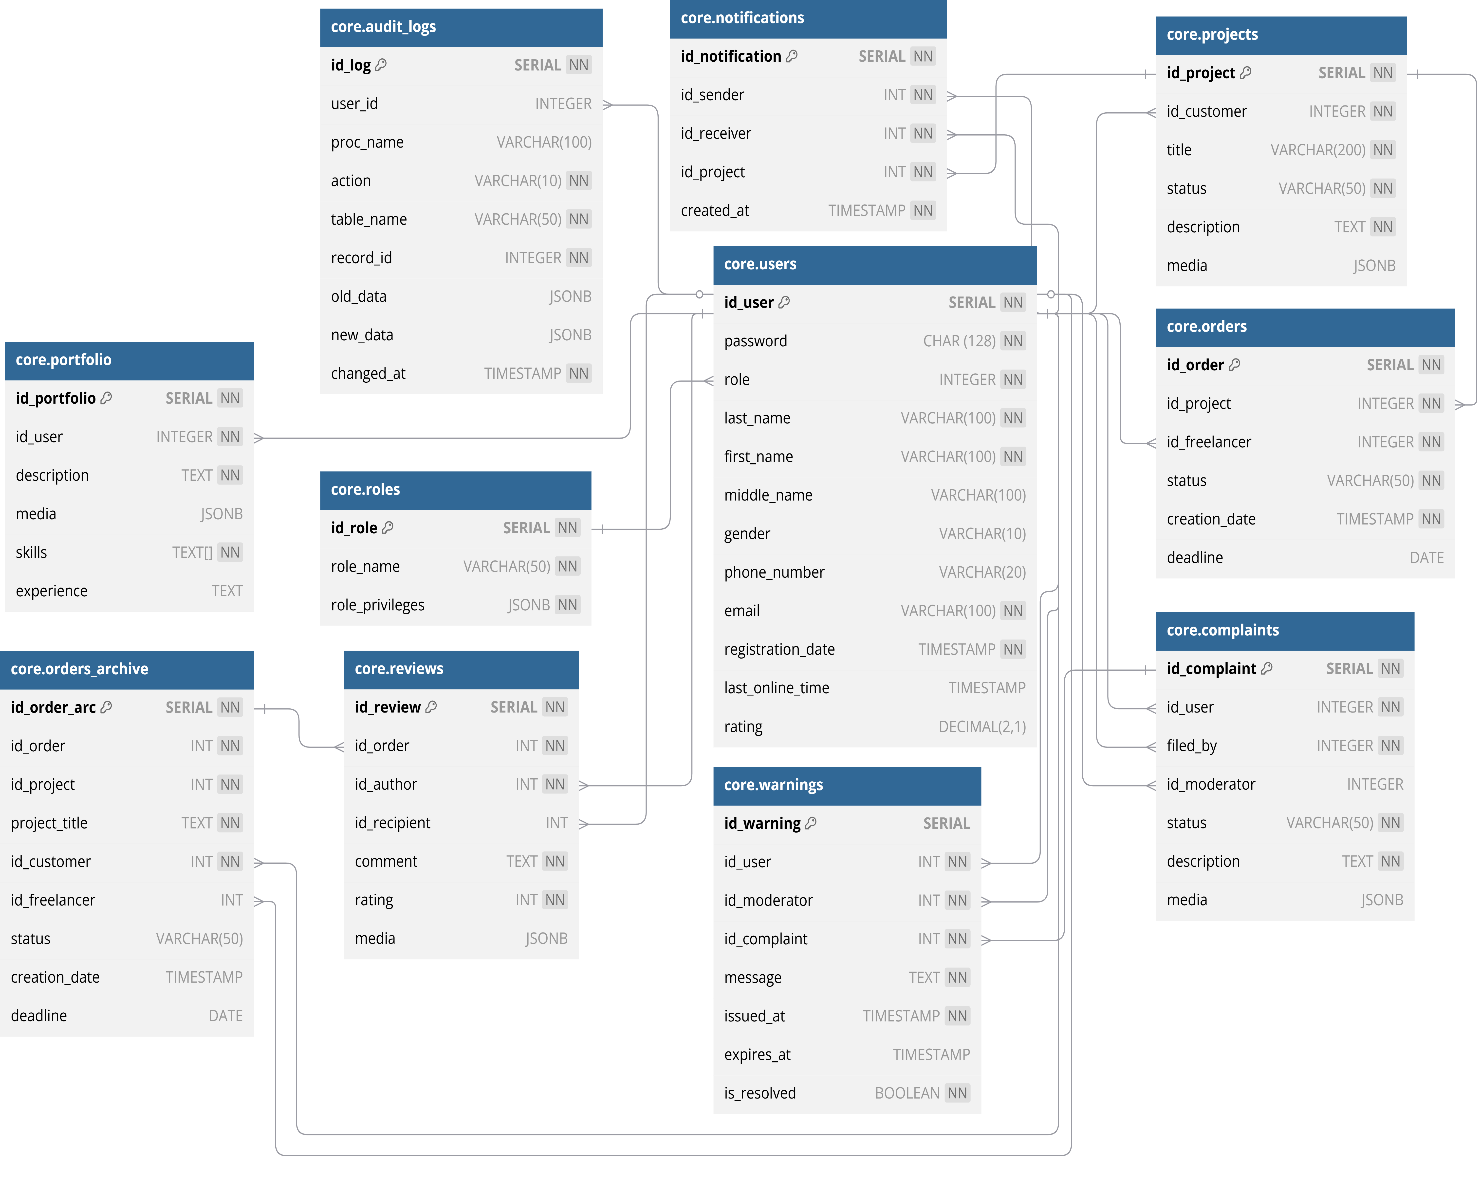 core.audit_logs
id_log SERIAL NN
user_id INTEGER
proc_name VARCHAR(100)
action VARCHAR(10) NN
table_name VARCHAR(50) NN
record_id INTEGER NN
old_data JSONB
new_data JSONB
changed_at TIMESTAMP NN
core.notifications
id_notification SERIAL NN
id_sender INT NN
id_receiver INT NN
id_project INT NN
created_at TIMESTAMP NN
core.projects
id_project SERIAL NN
id_customer INTEGER NN
title VARCHAR(200) NN
status VARCHAR(50) NN
description TEXT NN
media JSONB
core.users
id_user SERIAL NN
password CHAR (128) NN
role INTEGER NN
last_name VARCHAR(100) NN
first_name VARCHAR(100) NN
middle_name VARCHAR(100)
gender VARCHAR(10)
phone_number VARCHAR(20)
email VARCHAR(100) NN
registration_date TIMESTAMP NN
last_online_time TIMESTAMP
rating DECIMAL(2,1)
core.orders
id_order SERIAL NN
id_project INTEGER NN
id_freelancer INTEGER NN
status VARCHAR(50) NN
creation_date TIMESTAMP NN
deadline DATE
core.portfolio
id_portfolio SERIAL NN
id_user INTEGER NN
description TEXT NN
media JSONB
skills TEXT[] NN
experience TEXT
core.roles
id_role SERIAL NN
role_name VARCHAR(50) NN
role_privileges JSONB NN
core.orders_archive
id_order_arc SERIAL NN
id_order INT NN
id_project INT NN
project_title TEXT NN
id_customer INT NN
id_freelancer INT
status VARCHAR(50)
creation_date TIMESTAMP
deadline DATE
core.reviews
id_review SERIAL NN
id_order INT NN
id_author INT NN
id_recipient INT
comment TEXT NN
rating INT NN
media JSONB
core.warnings
id_warning SERIAL
id_user INT NN
id_moderator INT NN
id_complaint INT NN
message TEXT NN
issued_at TIMESTAMP NN
expires_at TIMESTAMP
is_resolved BOOLEAN NN
core.complaints
id_complaint SERIAL NN
id_user INTEGER NN
filed_by INTEGER NN
id_moderator INTEGER
status VARCHAR(50) NN
description TEXT NN
media JSONB